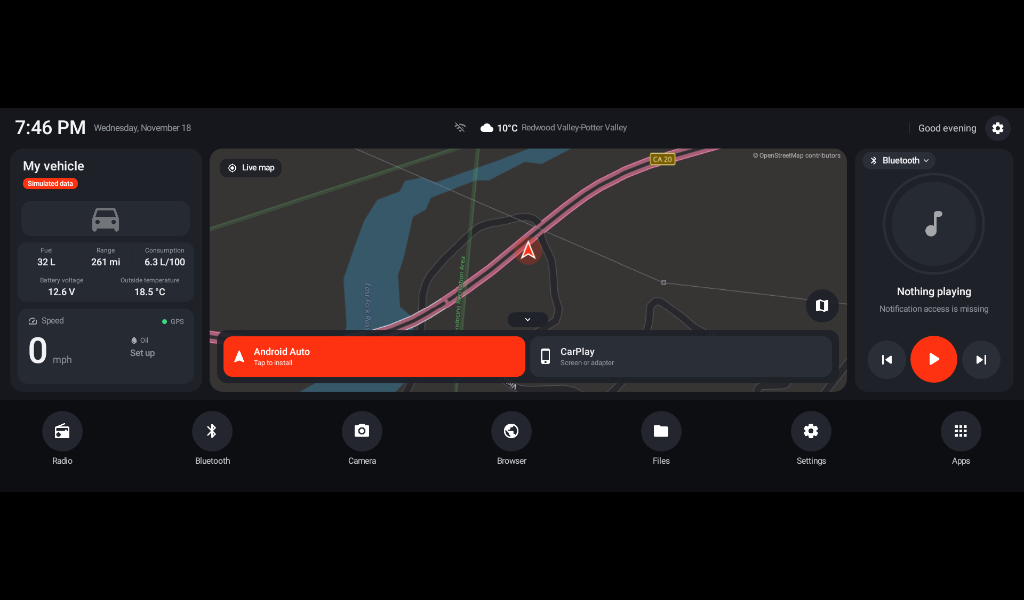 7:46 PM
Wednesday, November 18
10°C Redwood Valley-Potter Valley
Good evening
My vehicle
Simulated data
Fue
32 L
Range
261 mi
Consumption
6.3 L/100
Battery voltage
12.6 V
Outside temperature
18.5 °C
Speed
GPS
0 mph
Oil
Set up
Live map
CA 20
© OpenStreetMap contributors
Android Auto
Tap to install
CarPlay
Screen or adapter
Bluetooth
Nothing playing
Notification access is missing
Radio
Bluetooth
Camera
Browser
Files
Settings
Apps